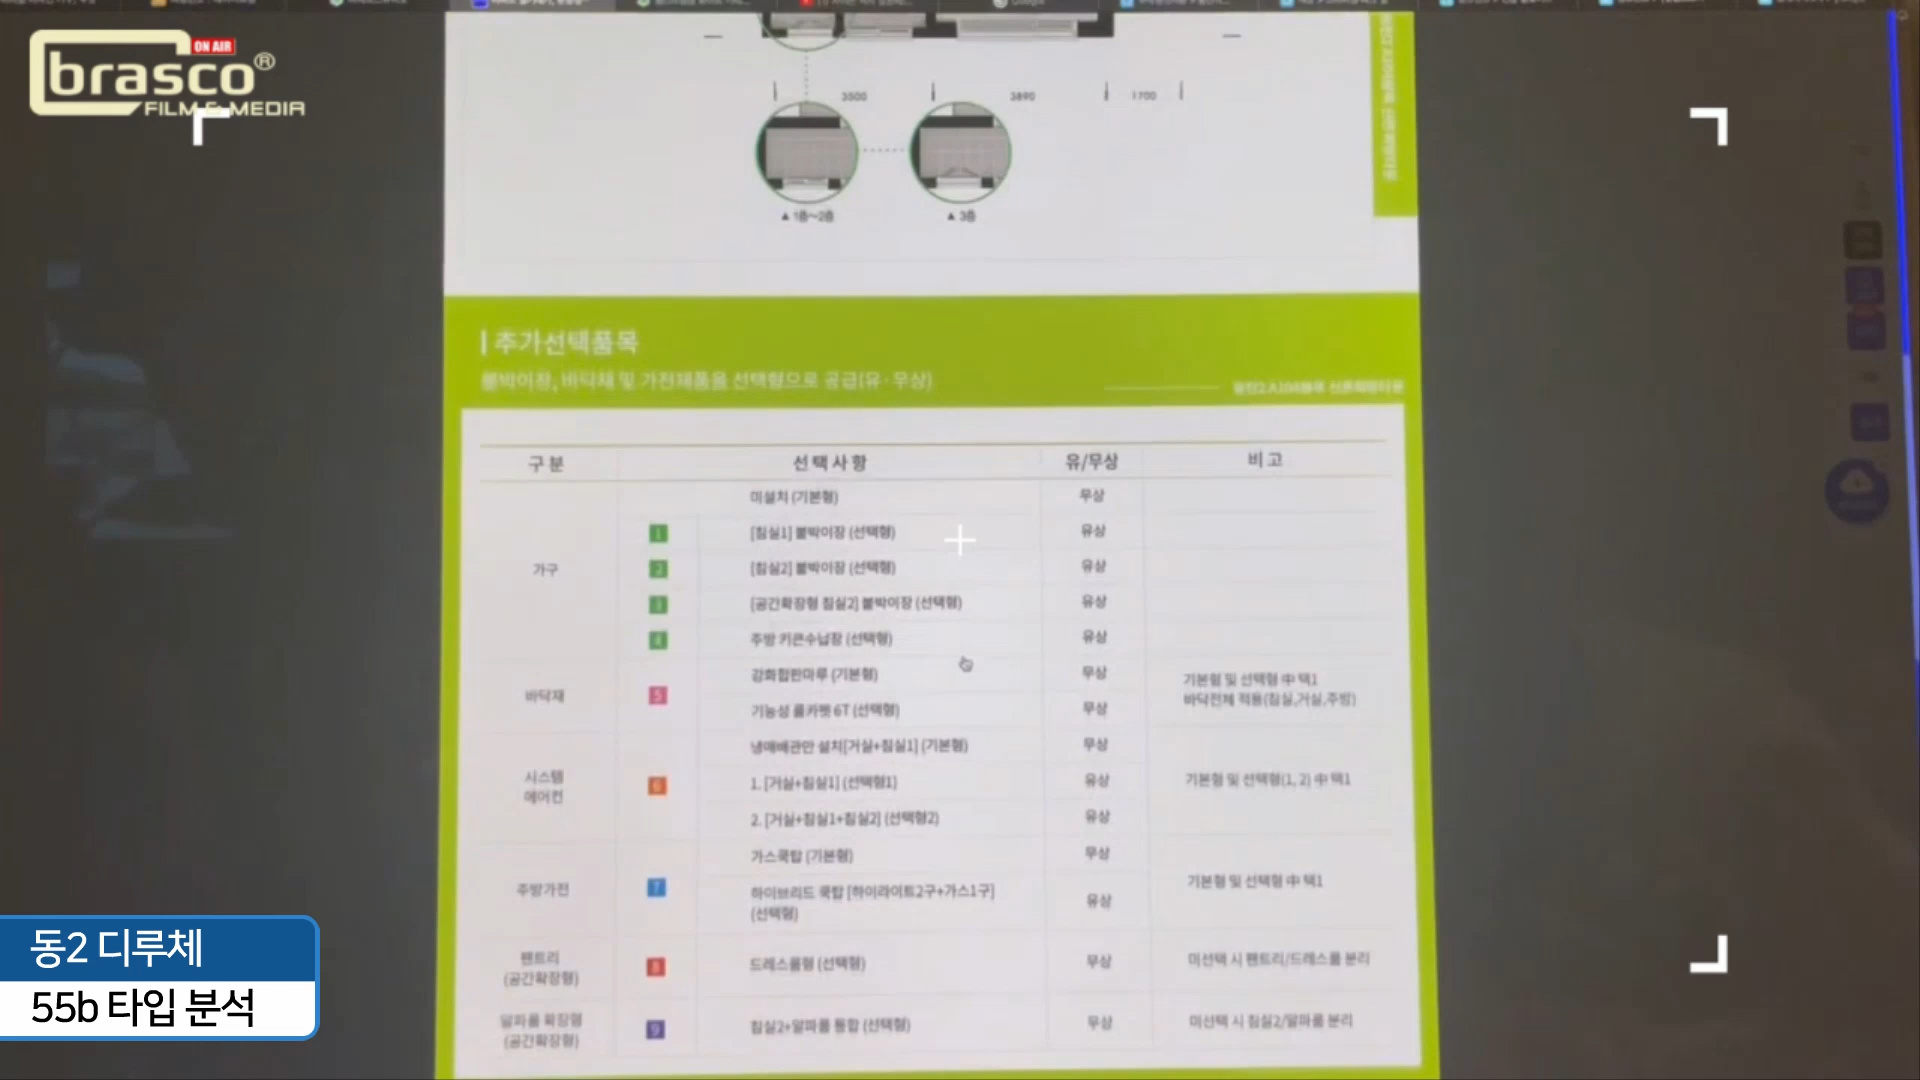 ON AIR
brasco®
FILM & MEDIA
3500
3890
1700
▲ 1층~2층
▲ 3층
추가선택품목
붙박이장, 바닥재 및 가전제품을 선택형으로 공급(유·무상)
구분 선택사항 유/무상 비고
미설치 (기본형) 무상
가구
1 [침실1] 붙박이장 (선택형) 유상
2 [침실2] 붙박이장 (선택형) 유상
3 [공간확장형 침실2] 붙박이장 (선택형) 유상
4 주방 키큰수납장 (선택형) 유상
바닥재 5
강화합판마루 (기본형) 무상
기능성 롤카펫 6T (선택형) 무상
기본형 및 선택형 中 택1
바닥전체 적용(침실,거실,주방)
시스템
에어컨
6
냉매배관만 설치[거실+침실1] (기본형) 무상
1. [거실+침실1] (선택형1) 유상
2. [거실+침실1+침실2] (선택형2) 유상
기본형 및 선택형(1, 2) 中 택1
주방가전 7
가스쿡탑 (기본형) 무상
하이브리드 쿡탑 [하이라이트2구+가스1구]
(선택형)
유상
기본형 및 선택형 中 택1
팬트리
(공간확장형)
8 드레스룸형 (선택형) 무상 미선택 시 팬트리/드레스룸 분리
알파룸 확장형
(공간확장형)
9 침실2+알파룸 통합 (선택형) 무상 미선택 시 침실2/알파룸 분리
동2 디루체
55b 타입 분석